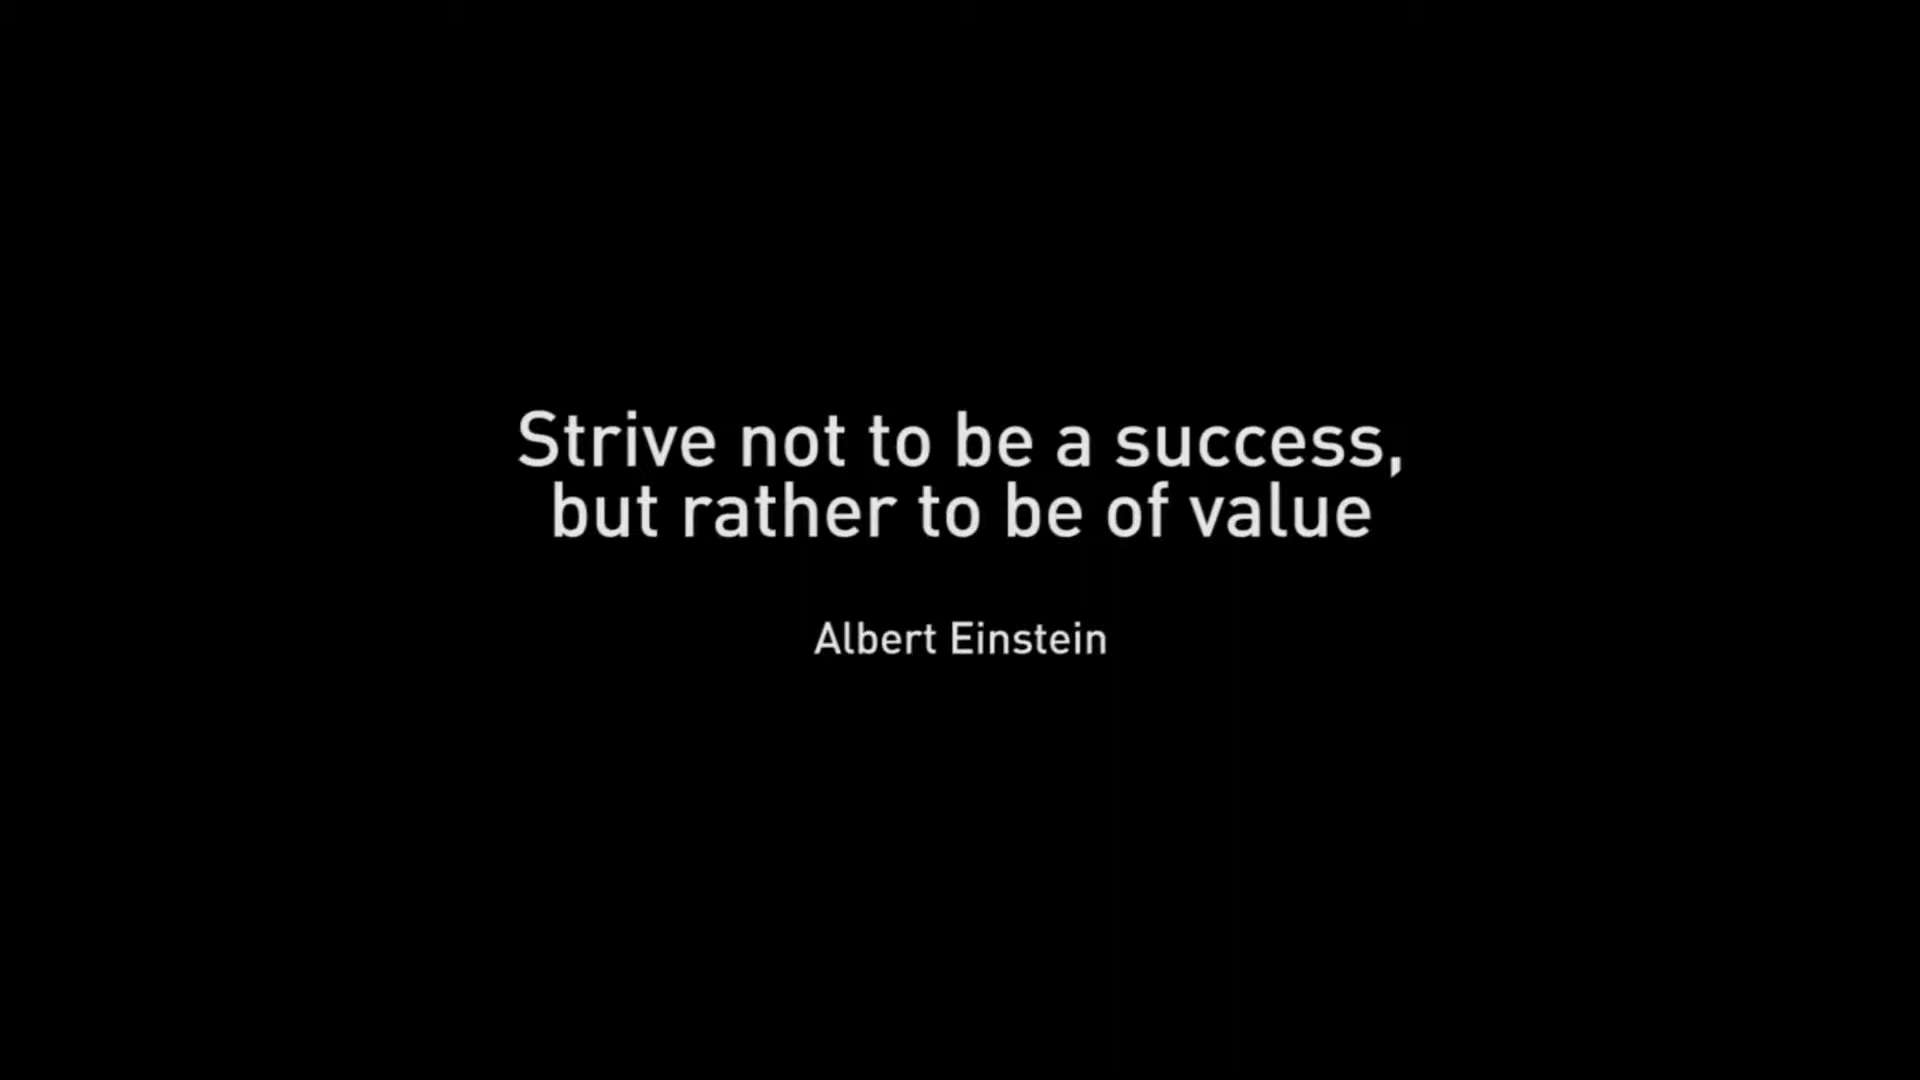 Strive not to be a success,
but rather to be of value
Albert Einstein